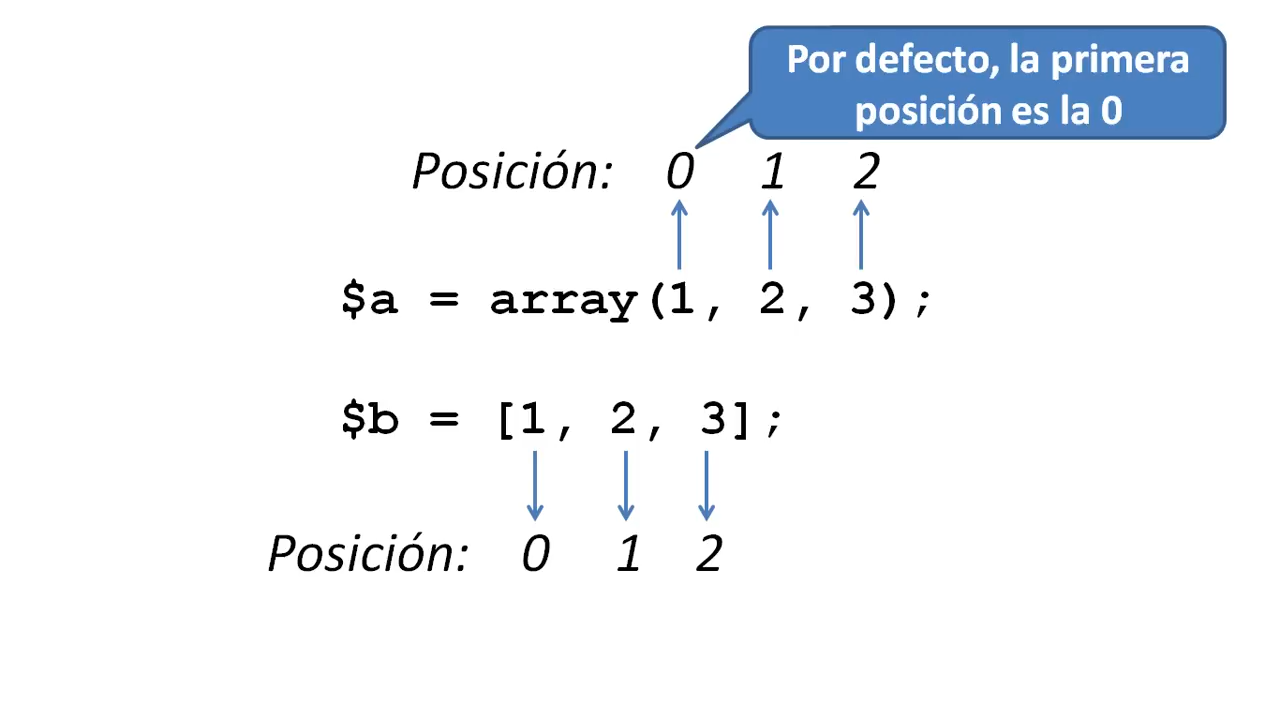 Por defecto, la primera
posición es la 0
Posición: 0 1 2
$a = array(1, 2, 3);
$b = [1, 2, 3];
Posición: 0 1 2